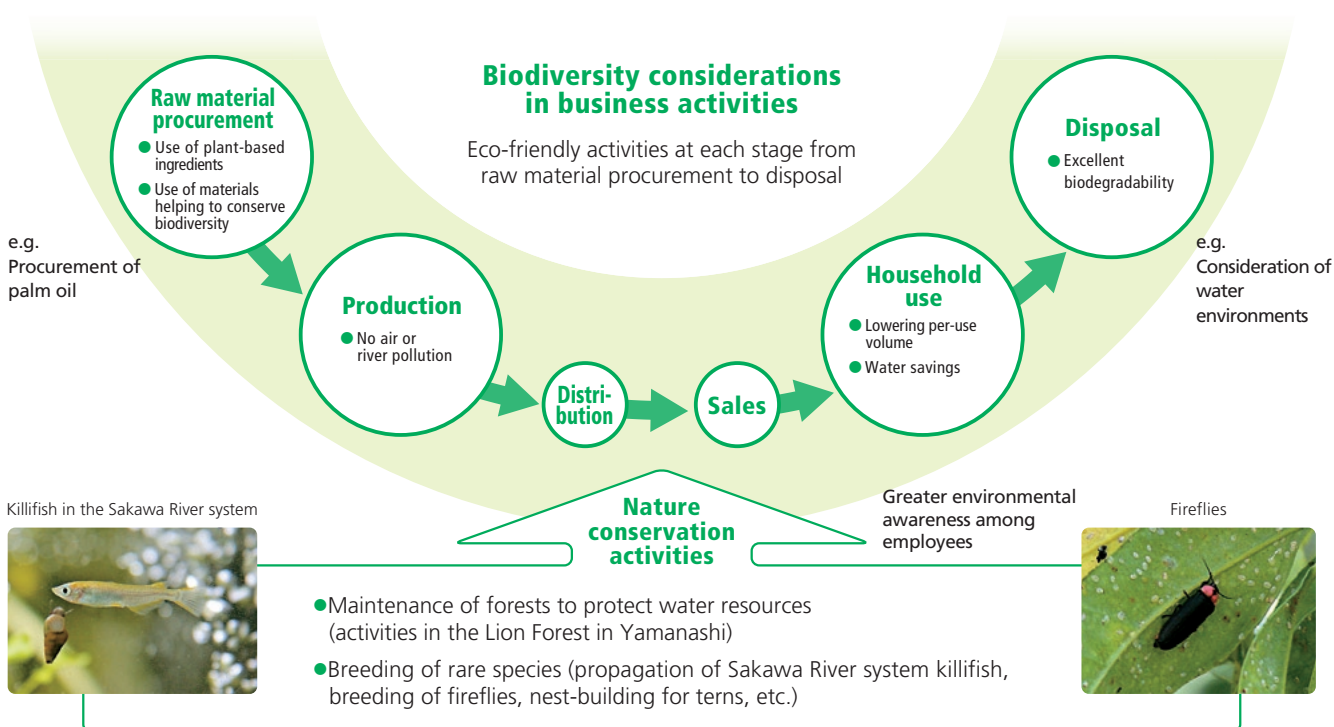 Biodiversity considerations
in business activities
Eco-friendly activities at each stage from
raw material procurement to disposal
Raw material
procurement
● Use of plant-based
ingredients
● Use of materials
helping to conserve
biodiversity
e.g.
Procurement of
palm oil
Production
● No air or
river pollution
Distri-
bution
Sales
Household
use
● Lowering per-use
volume
● Water savings
Disposal
● Excellent
biodegradability
e.g.
Consideration of
water
environments
Killifish in the Sakawa River system
Nature
conservation
activities
Greater environmental
awareness among
employees
Fireflies
●Maintenance of forests to protect water resources
(activities in the Lion Forest in Yamanashi)
●Breeding of rare species (propagation of Sakawa River system killifish,
breeding of fireflies, nest-building for terns, etc.)